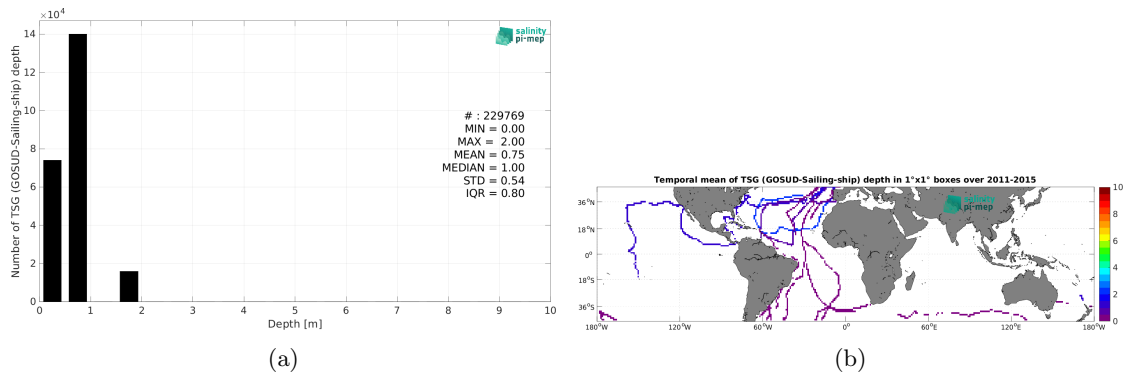 ×10⁴
14
12
10
8
6
4
2
0
Number of TSG (GOSUD-Sailing-ship) depth
0 1 2 3 4 5 6 7 8 9 10
Depth [m]
salinity
pi-mep
# : 229769
MIN = 0.00
MAX = 2.00
MEAN = 0.75
MEDIAN = 1.00
STD = 0.54
IQR = 0.80
(a)
Temporal mean of TSG (GOSUD-Sailing-ship) depth in 1°x1° boxes over 2011-2015
36°N
18°N
0°
18°S
36°S
180°W 120°W 60°W 0° 60°E 120°E 180°W
salinity
pi-mep
10
8
6
4
2
0
(b)